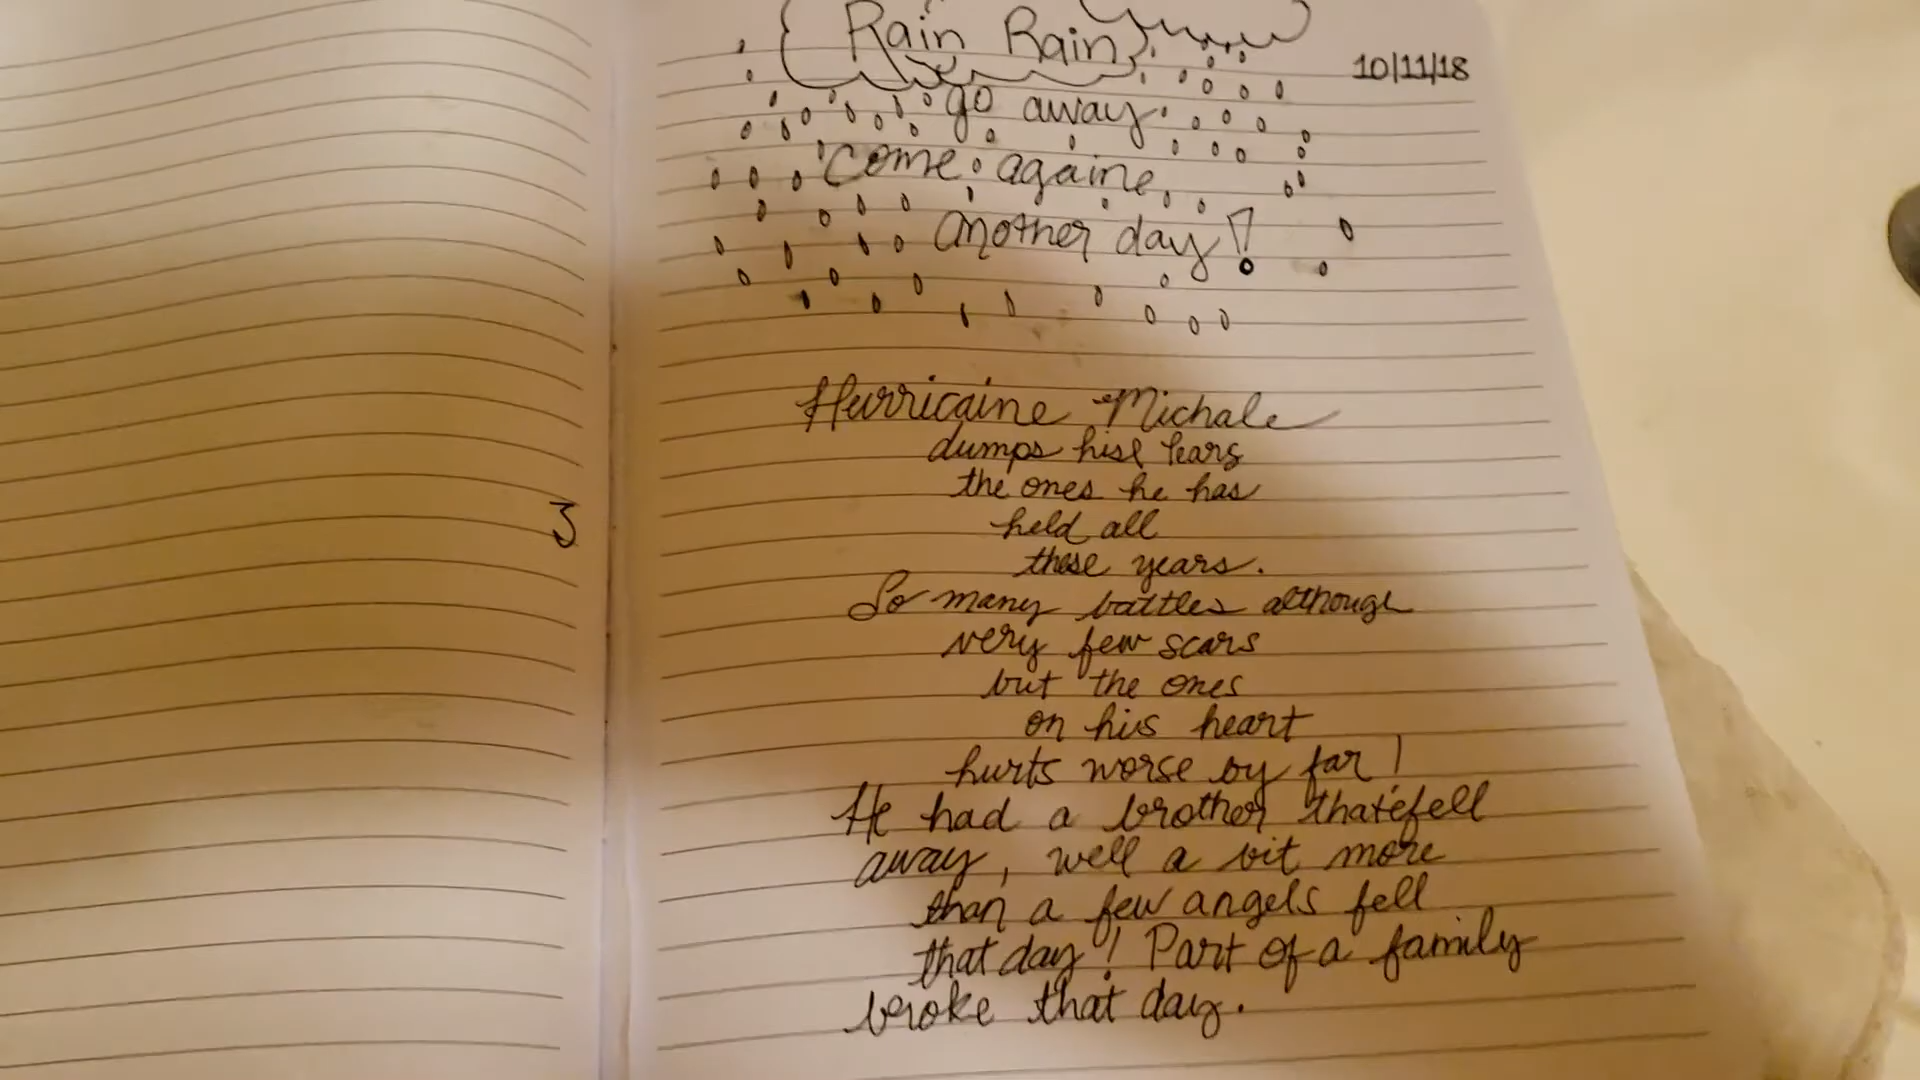 Rain Rain
10/11/18
go away
come againe
another day!
Hurricaine Michale
dumps his tears
the ones he has
held all
these years.
So many battles although
very few scars
but the ones
on his heart
hurts worse by far!
He had a brother that fell
away, well a bit more
than a few angels fell
that day! Part of a family
broke that day.
3